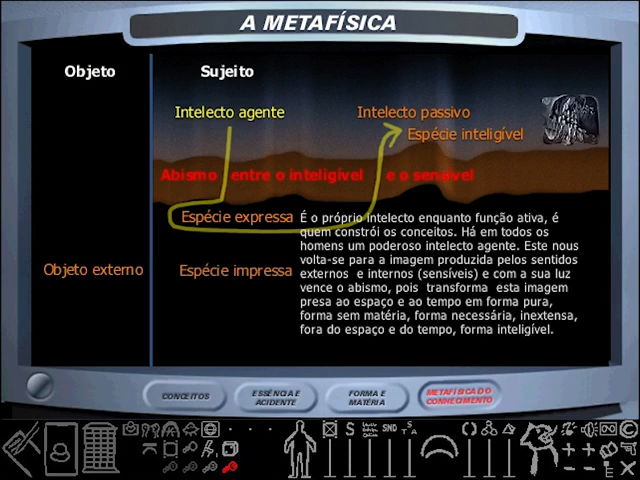 A METAFÍSICA
Objeto
Sujeito
Intelecto agente
Intelecto passivo
Espécie inteligível
Abismo entre o inteligível e o sensível
Espécie expressa
É o próprio intelecto enquanto função ativa, é
quem constrói os conceitos. Há em todos os
homens um poderoso intelecto agente. Este nous
volta-se para a imagem produzida pelos sentidos
externos e internos (sensíveis) e com a sua luz
vence o abismo, pois transforma esta imagem
presa ao espaço e ao tempo em forma pura,
forma sem matéria, forma necessária, inextensa,
fora do espaço e do tempo, forma inteligível.
Objeto externo
Espécie impressa
CONCEITOS
ESSÊNCIA E
ACIDENTE
FORMA E
MATÉRIA
METAFÍSICA DO
CONHECIMENTO
S
SND